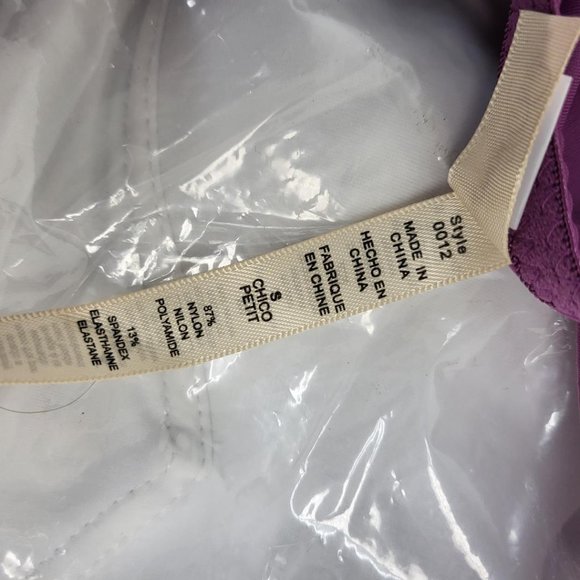 Style
0012
MADE IN
CHINA
HECHO EN
CHINA
FABRIQUE
EN CHINE
S
CHICO
PETIT
87%
NYLON
NILON
POLYAMIDE
13%
SPANDEX
ELASTHANNE
ELASTANE